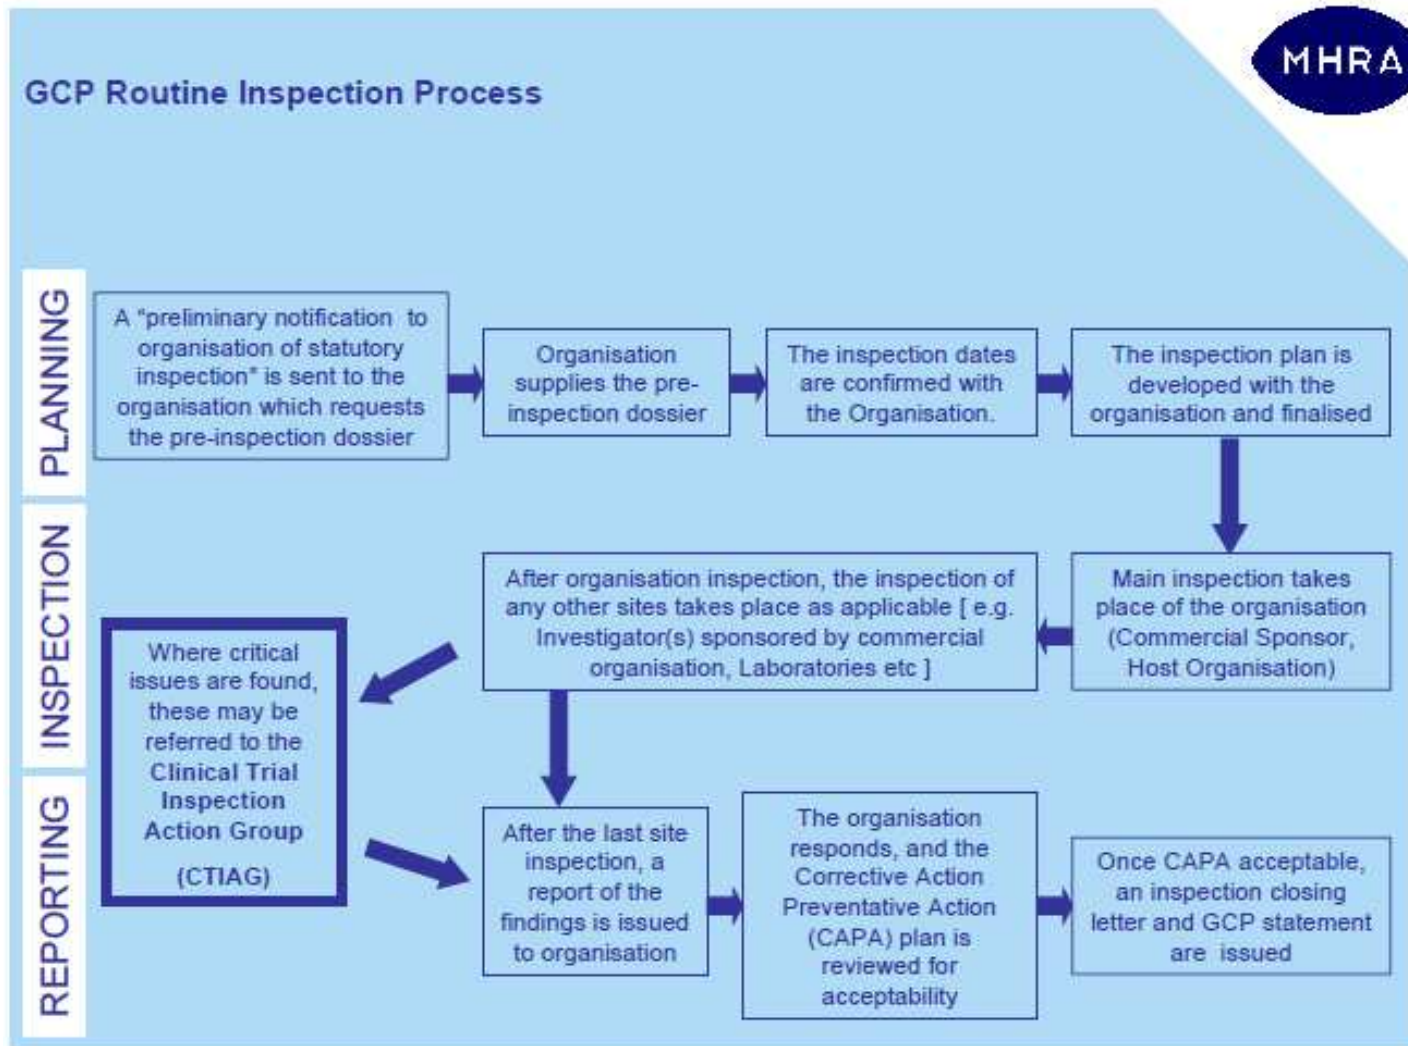 MHRA
GCP Routine Inspection Process
PLANNING
A "preliminary notification to
organisation of statutory
inspection" is sent to the
organisation which requests
the pre-inspection dossier
Organisation
supplies the pre-
inspection dossier
The inspection dates
are confirmed with
the Organisation.
The inspection plan is
developed with the
organisation and finalised
INSPECTION
Main inspection takes
place of the organisation
(Commercial Sponsor,
Host Organisation)
After organisation inspection, the inspection of
any other sites takes place as applicable [ e.g.
Investigator(s) sponsored by commercial
organisation, Laboratories etc ]
Where critical
issues are found,
these may be
referred to the
Clinical Trial
Inspection
Action Group
(CTIAG)
REPORTING
After the last site
inspection, a
report of the
findings is issued
to organisation
The organisation
responds, and the
Corrective Action
Preventative Action
(CAPA) plan is
reviewed for
acceptability
Once CAPA acceptable,
an inspection closing
letter and GCP statement
are issued